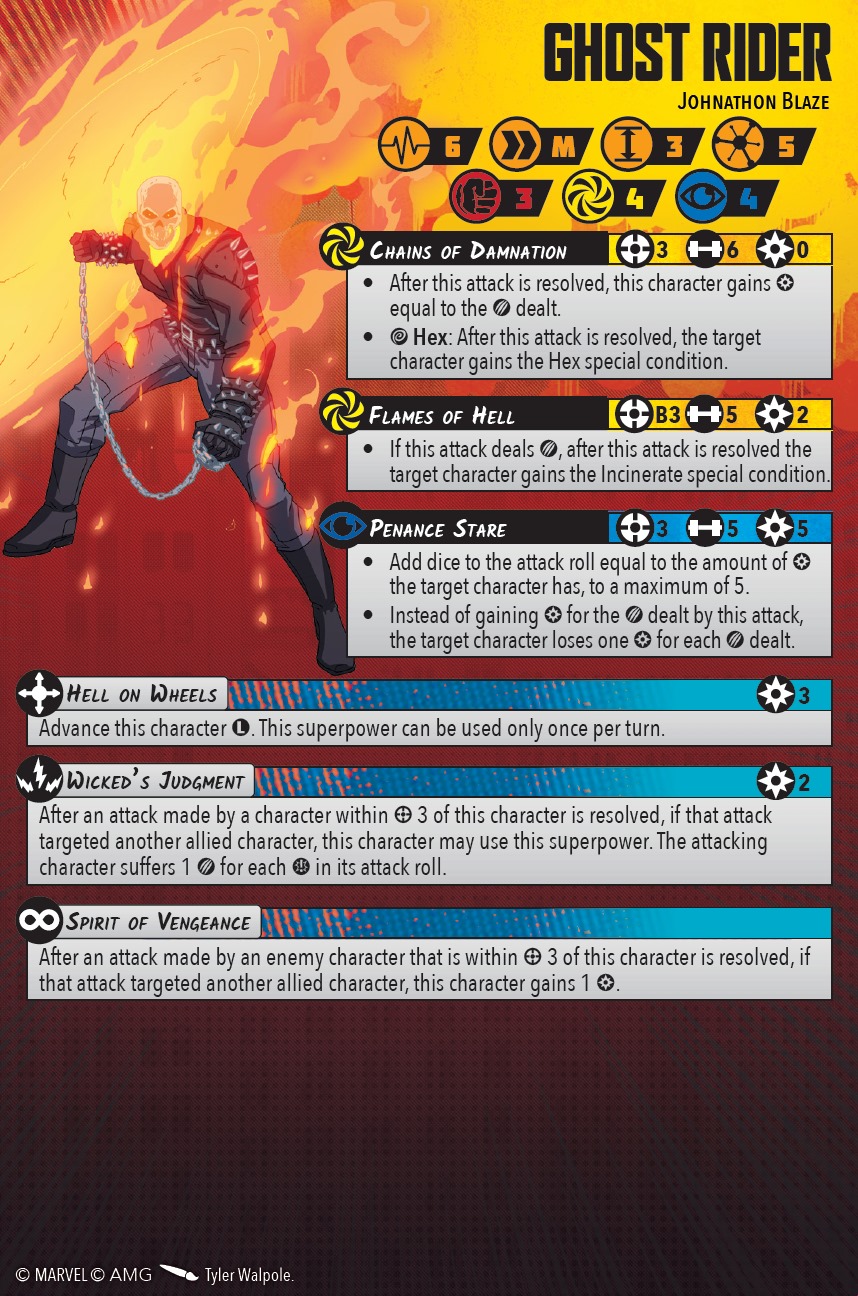 GHOST RIDER
JOHNATHON BLAZE
6 M 3 5
3 4 4
CHAINS OF DAMNATION 3 6 0
• After this attack is resolved, this character gains
equal to the dealt.
• Hex: After this attack is resolved, the target
character gains the Hex special condition.
FLAMES OF HELL B3 5 2
• If this attack deals , after this attack is resolved the
target character gains the Incinerate special condition.
PENANCE STARE 3 5 5
• Add dice to the attack roll equal to the amount of
the target character has, to a maximum of 5.
• Instead of gaining for the dealt by this attack,
the target character loses one for each dealt.
HELL ON WHEELS 3
Advance this character L. This superpower can be used only once per turn.
WICKED'S JUDGMENT 2
After an attack made by a character within 3 of this character is resolved, if that attack
targeted another allied character, this character may use this superpower. The attacking
character suffers 1 for each in its attack roll.
SPIRIT OF VENGEANCE
After an attack made by an enemy character that is within 3 of this character is resolved, if
that attack targeted another allied character, this character gains 1 .
© MARVEL © AMG Tyler Walpole.